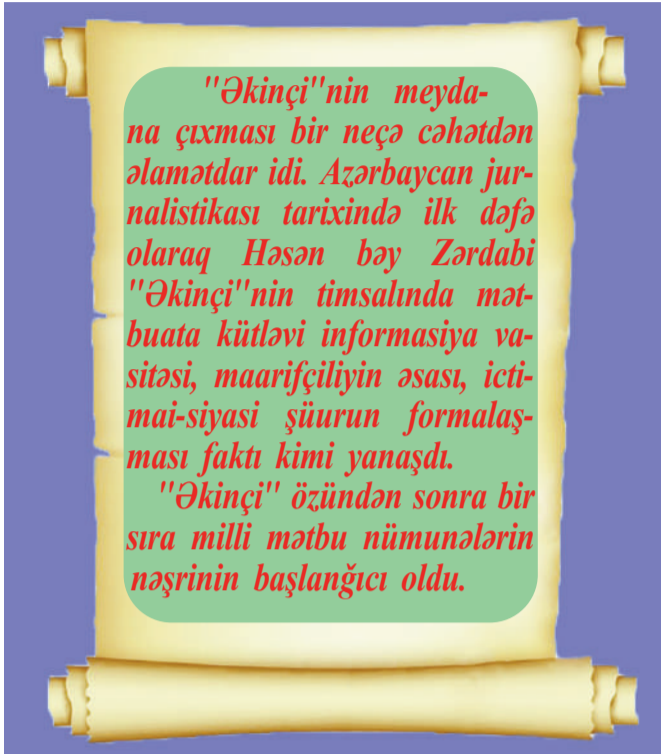 "Əkinçi"nin meyda-
na çıxması bir neçə cəhətdən
əlamətdar idi. Azərbaycan jur-
nalistikası tarixində ilk dəfə
olaraq Həsən bəy Zərdabi
"Əkinçi"nin timsalında mət-
buata kütləvi informasiya va-
sitəsi, maarifçiliyin əsası, icti-
mai-siyasi şüurun formalaş-
ması faktı kimi yanaşdı.
"Əkinçi" özündən sonra bir
sıra milli mətbu nümunələrin
nəşrinin başlanğıcı oldu.